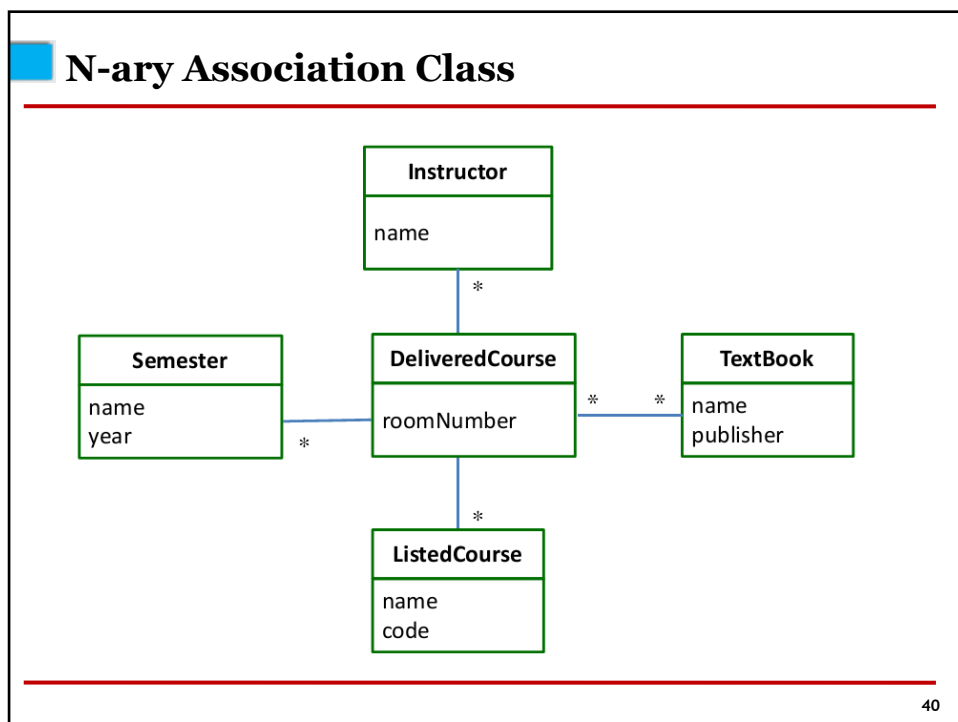 N-ary Association Class
Instructor
name
*
Semester
name
year
*
DeliveredCourse
roomNumber
* *
TextBook
name
publisher
*
ListedCourse
name
code
40